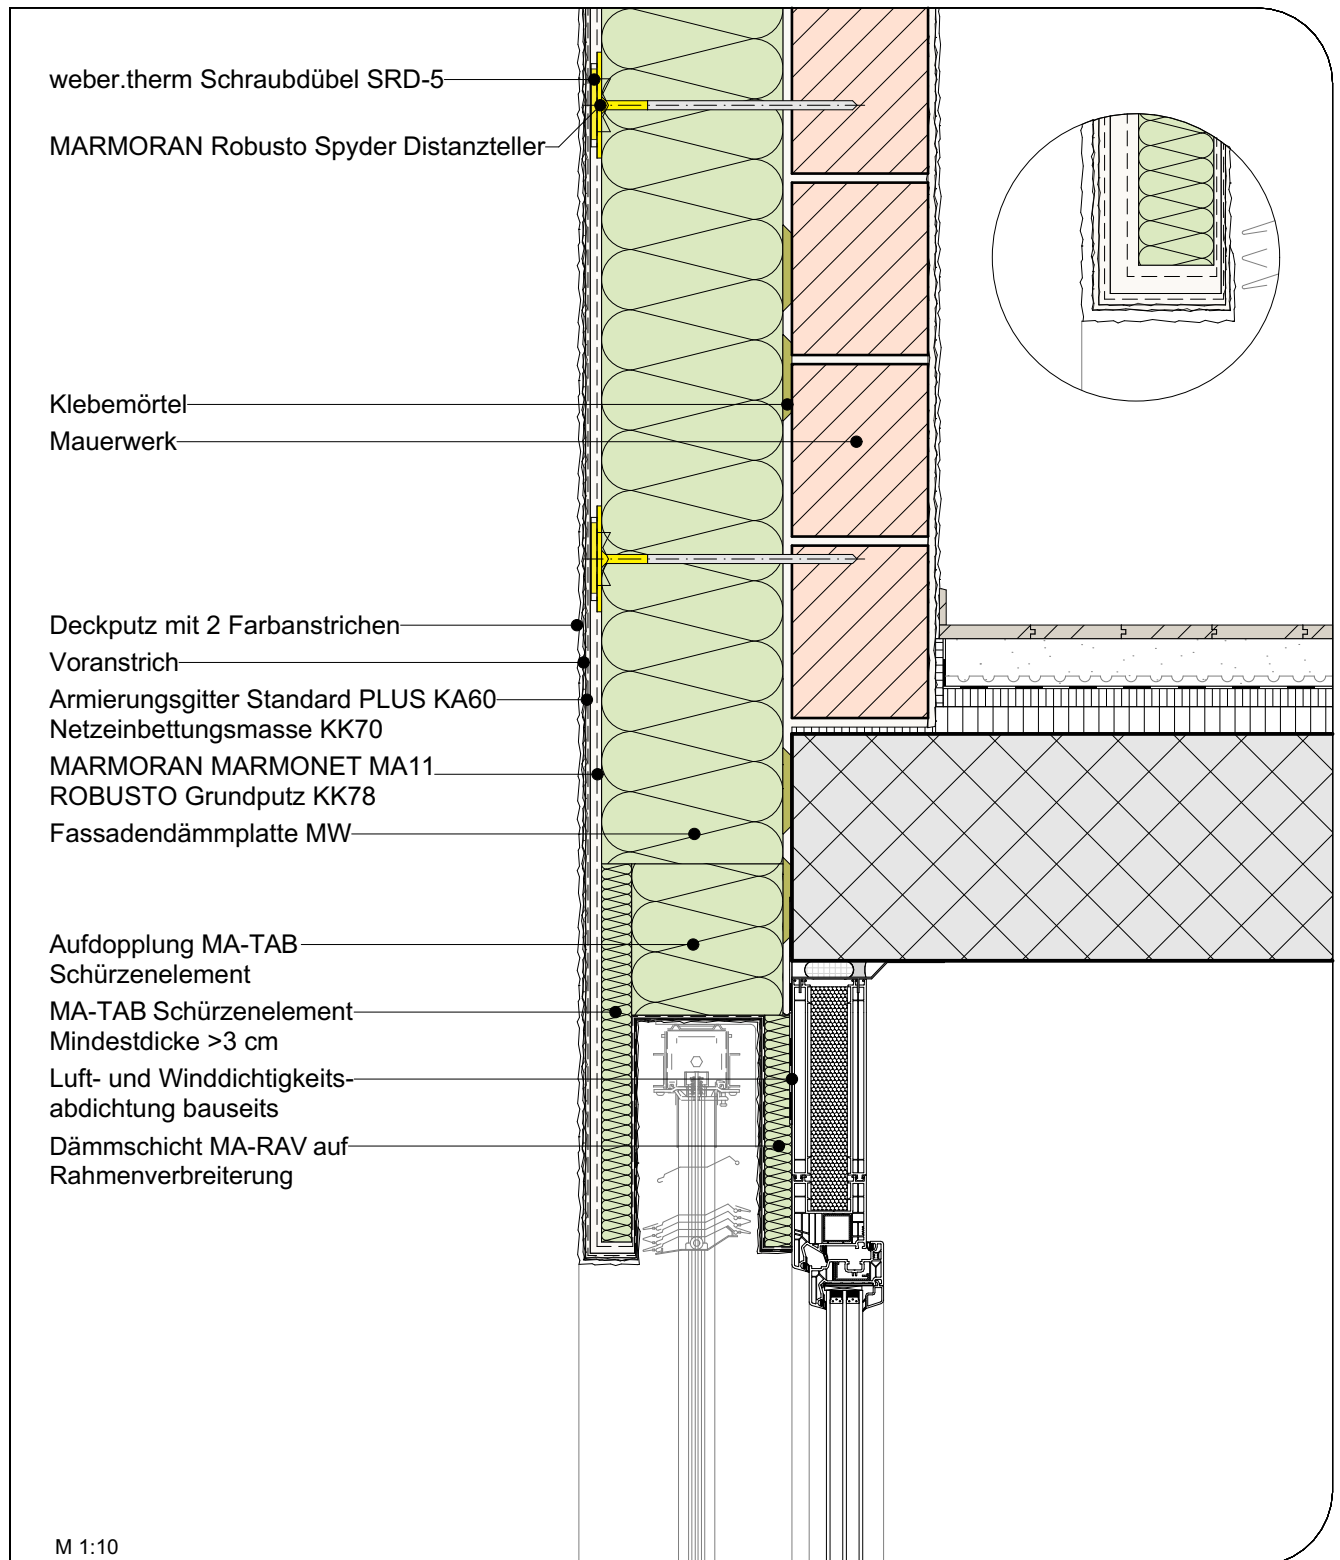 weber.therm Schraubdübel SRD-5
MARMORAN Robusto Spyder Distanzteller
Klebemörtel
Mauerwerk
Deckputz mit 2 Farbanstrichen
Voranstrich
Armierungsgitter Standard PLUS KA60
Netzeinbettungsmasse KK70
MARMORAN MARMONET MA11
ROBUSTO Grundputz KK78
Fassadendämmplatte MW
Aufdopplung MA-TAB
Schürzenelement
MA-TAB Schürzenelement
Mindestdicke >3 cm
Luft- und Winddichtigkeits-
abdichtung bauseits
Dämmschicht MA-RAV auf
Rahmenverbreiterung
M 1:10